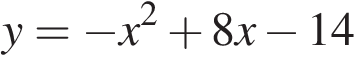 y = −x² + 8x − 14